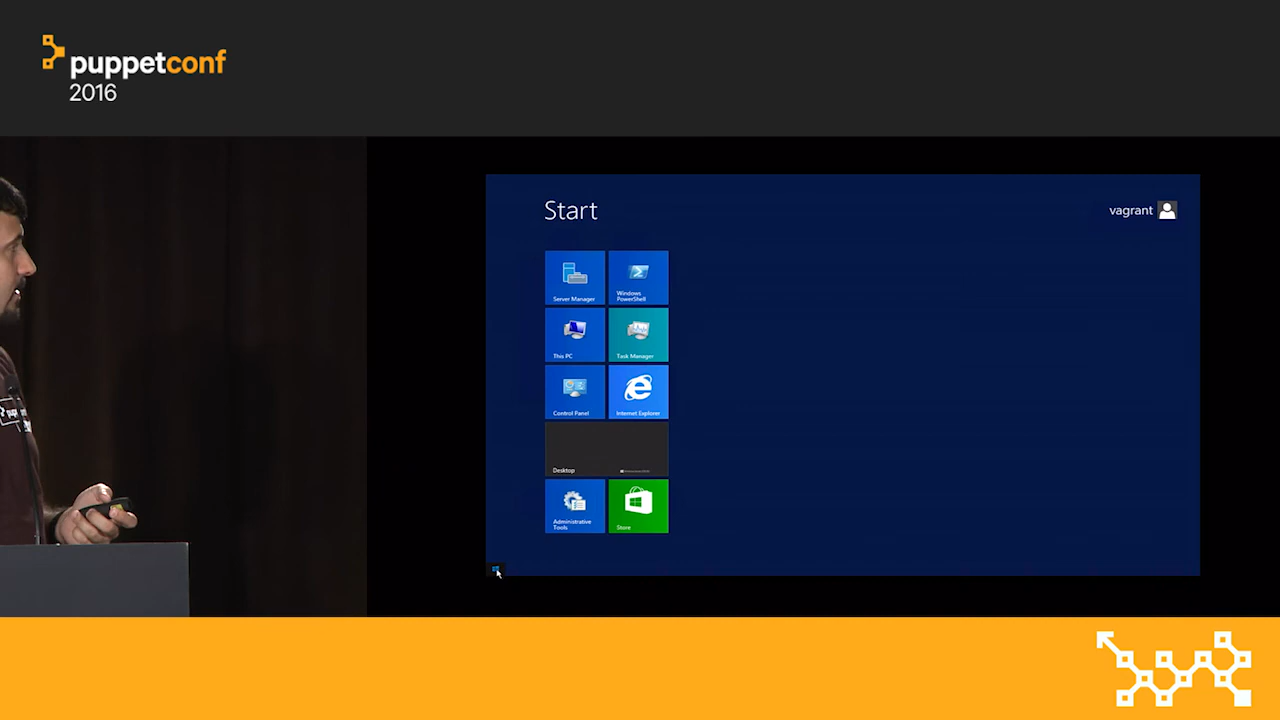 puppetconf
2016
Start
vagrant
Server Manager
Windows
PowerShell
This PC
Task Manager
Control Panel
Internet Explorer
Desktop
Administrative
Tools
Store